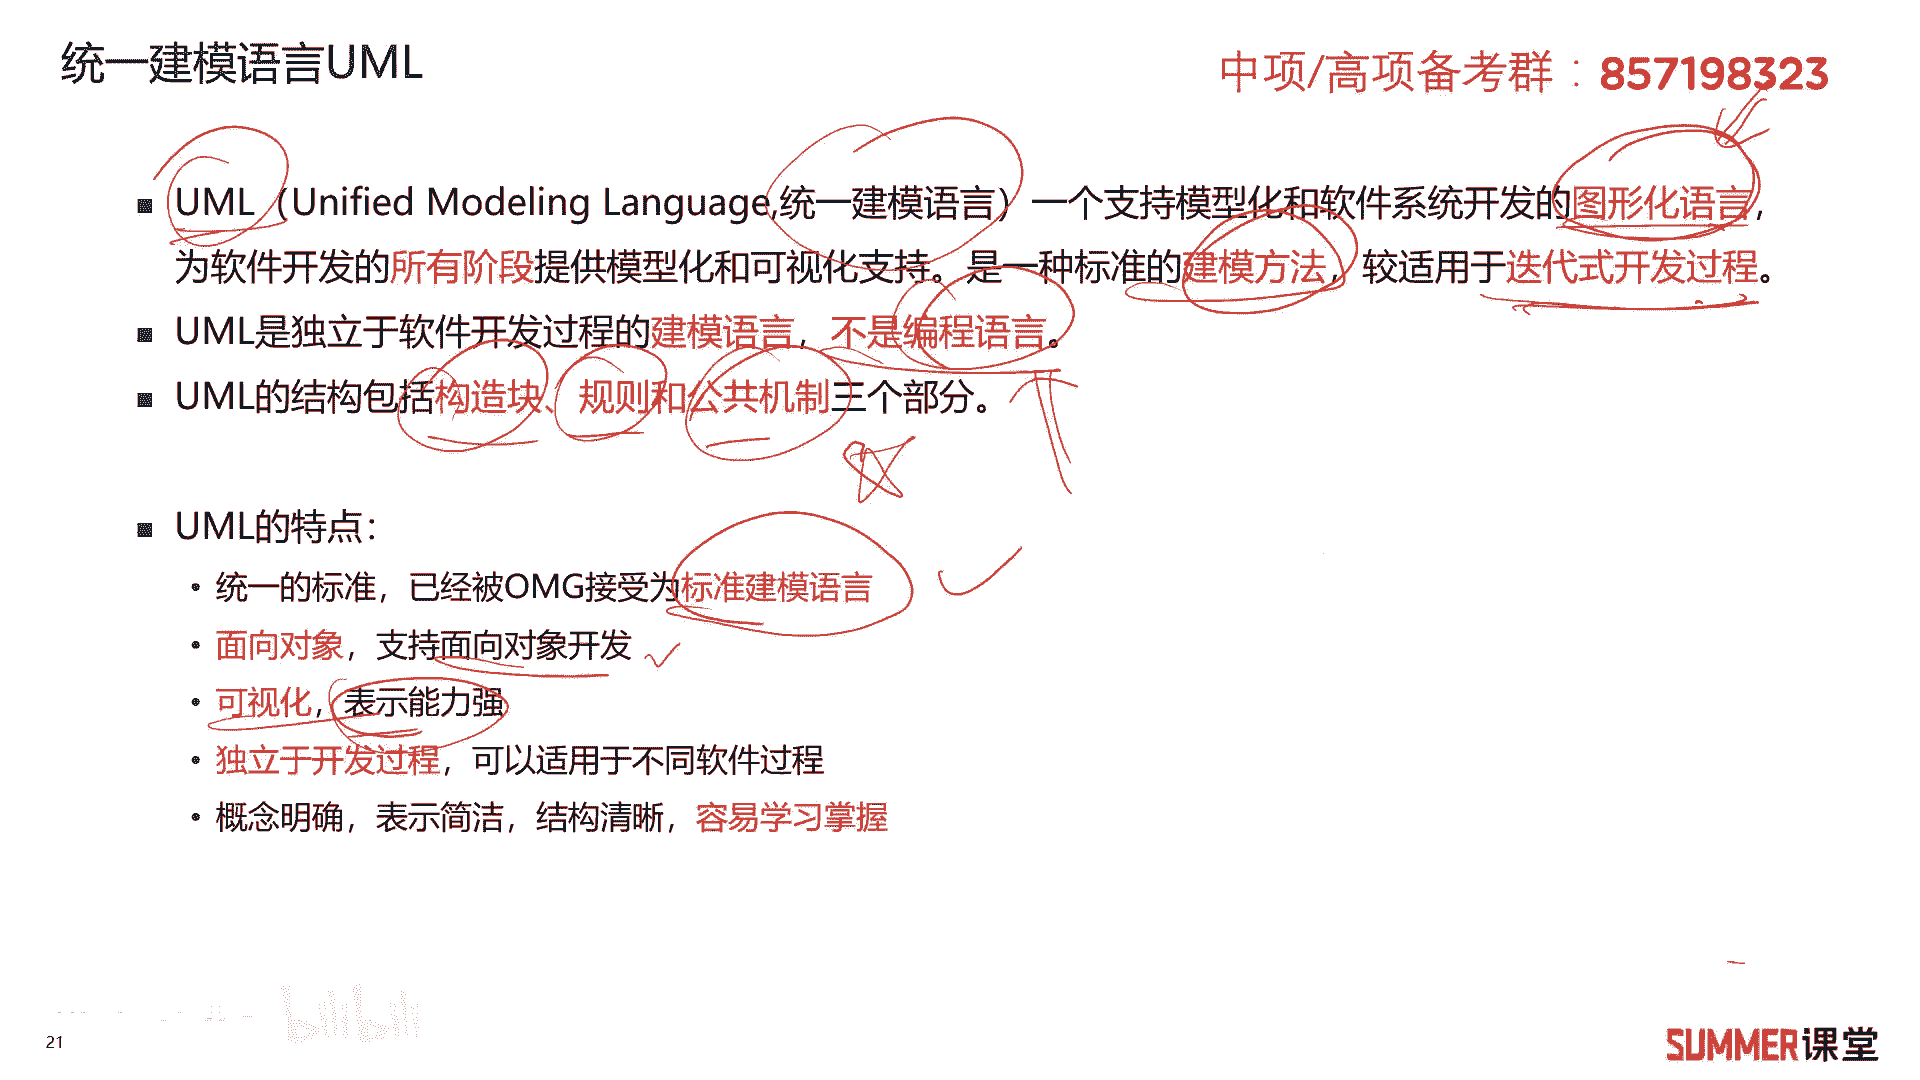 统一建模语言UML
中项/高项备考群：857198323
■ UML（Unified Modeling Language,统一建模语言）一个支持模型化和软件系统开发的图形化语言，
为软件开发的所有阶段提供模型化和可视化支持。是一种标准的建模方法，较适用于迭代式开发过程。
■ UML是独立于软件开发过程的建模语言，不是编程语言。
■ UML的结构包括构造块、规则和公共机制三个部分。
■ UML的特点：
• 统一的标准，已经被OMG接受为标准建模语言
• 面向对象，支持面向对象开发
• 可视化，表示能力强
• 独立于开发过程，可以适用于不同软件过程
• 概念明确，表示简洁，结构清晰，容易学习掌握
bilibili
21
SUMMER课堂